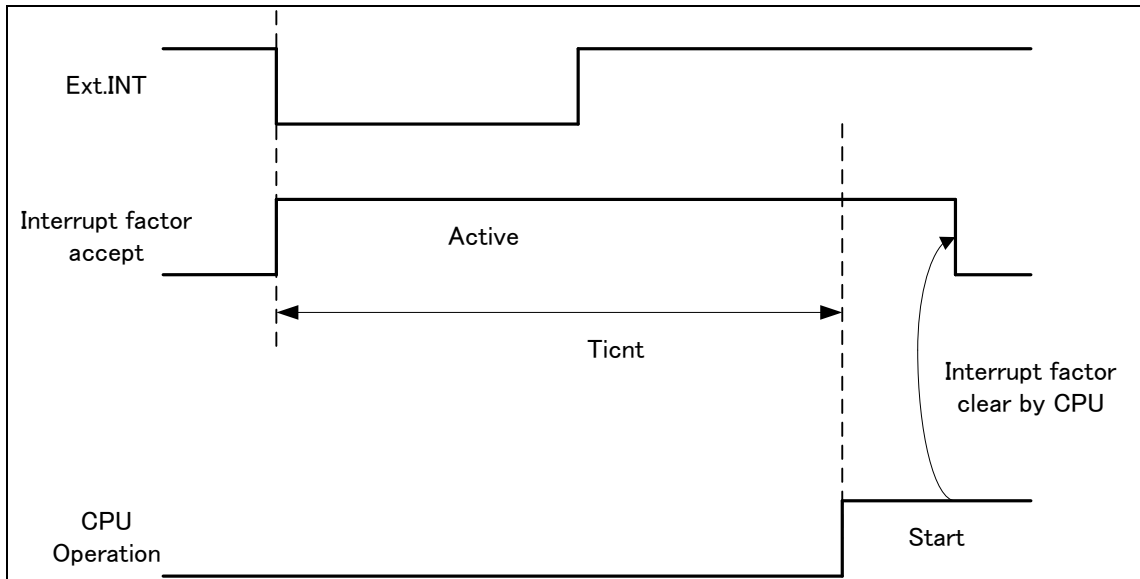 Ext.INT
Interrupt factor
accept
Active
Ticnt
Interrupt factor
clear by CPU
CPU
Operation
Start